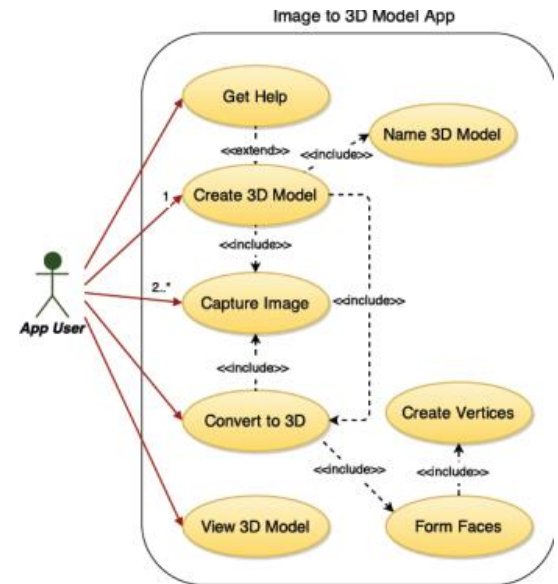 Image to 3D Model App
Get Help
Name 3D Model
<<extend>>
<<include>>
1
Create 3D Model
<<include>>
2..*
Capture Image
<<include>>
App User
<<include>>
Convert to 3D
Create Vertices
<<include>>
<<include>>
View 3D Model
Form Faces